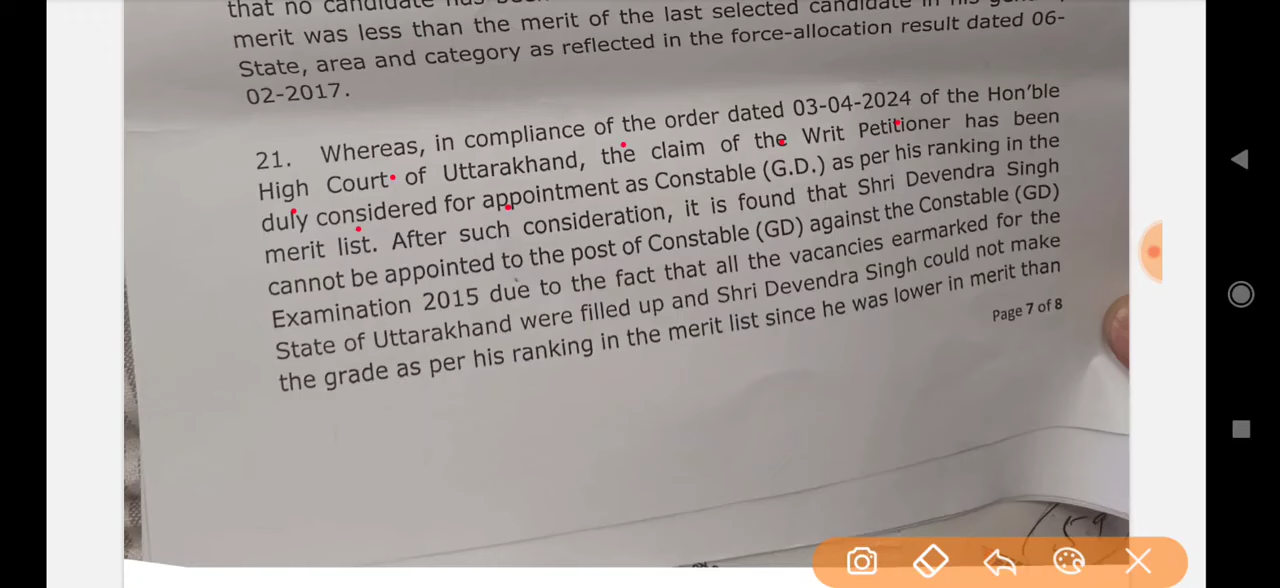 that no candidate
merit was less than the merit of the last selected candidate in his
State, area and category as reflected in the force-allocation result dated 06-
02-2017.
21. Whereas, in compliance of the order dated 03-04-2024 of the Hon'ble
High Court of Uttarakhand, the claim of the Writ Petitioner has been
duly considered for appointment as Constable (G.D.) as per his ranking in the
merit list. After such consideration, it is found that Shri Devendra Singh
cannot be appointed to the post of Constable (GD) against the Constable (GD)
Examination 2015 due to the fact that all the vacancies earmarked for the
State of Uttarakhand were filled up and Shri Devendra Singh could not make
the grade as per his ranking in the merit list since he was lower in merit than
Page 7 of 8